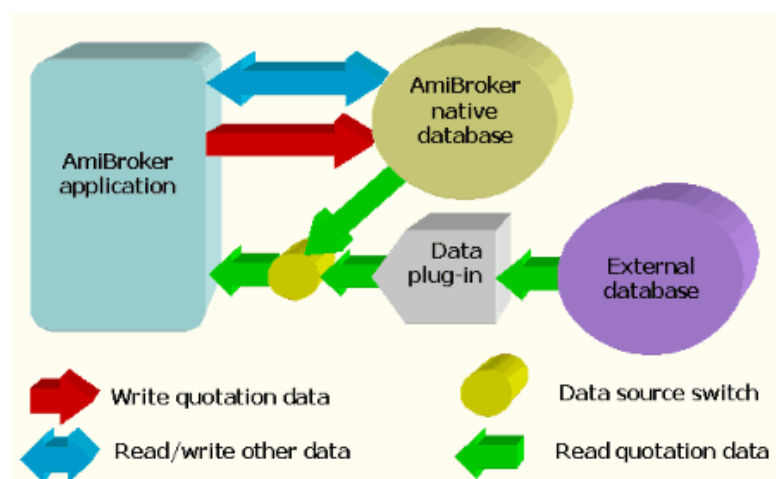 AmiBroker
application
AmiBroker
native
database
Data
plug-in
External
database
Write quotation data
Data source switch
Read/write other data
Read quotation data